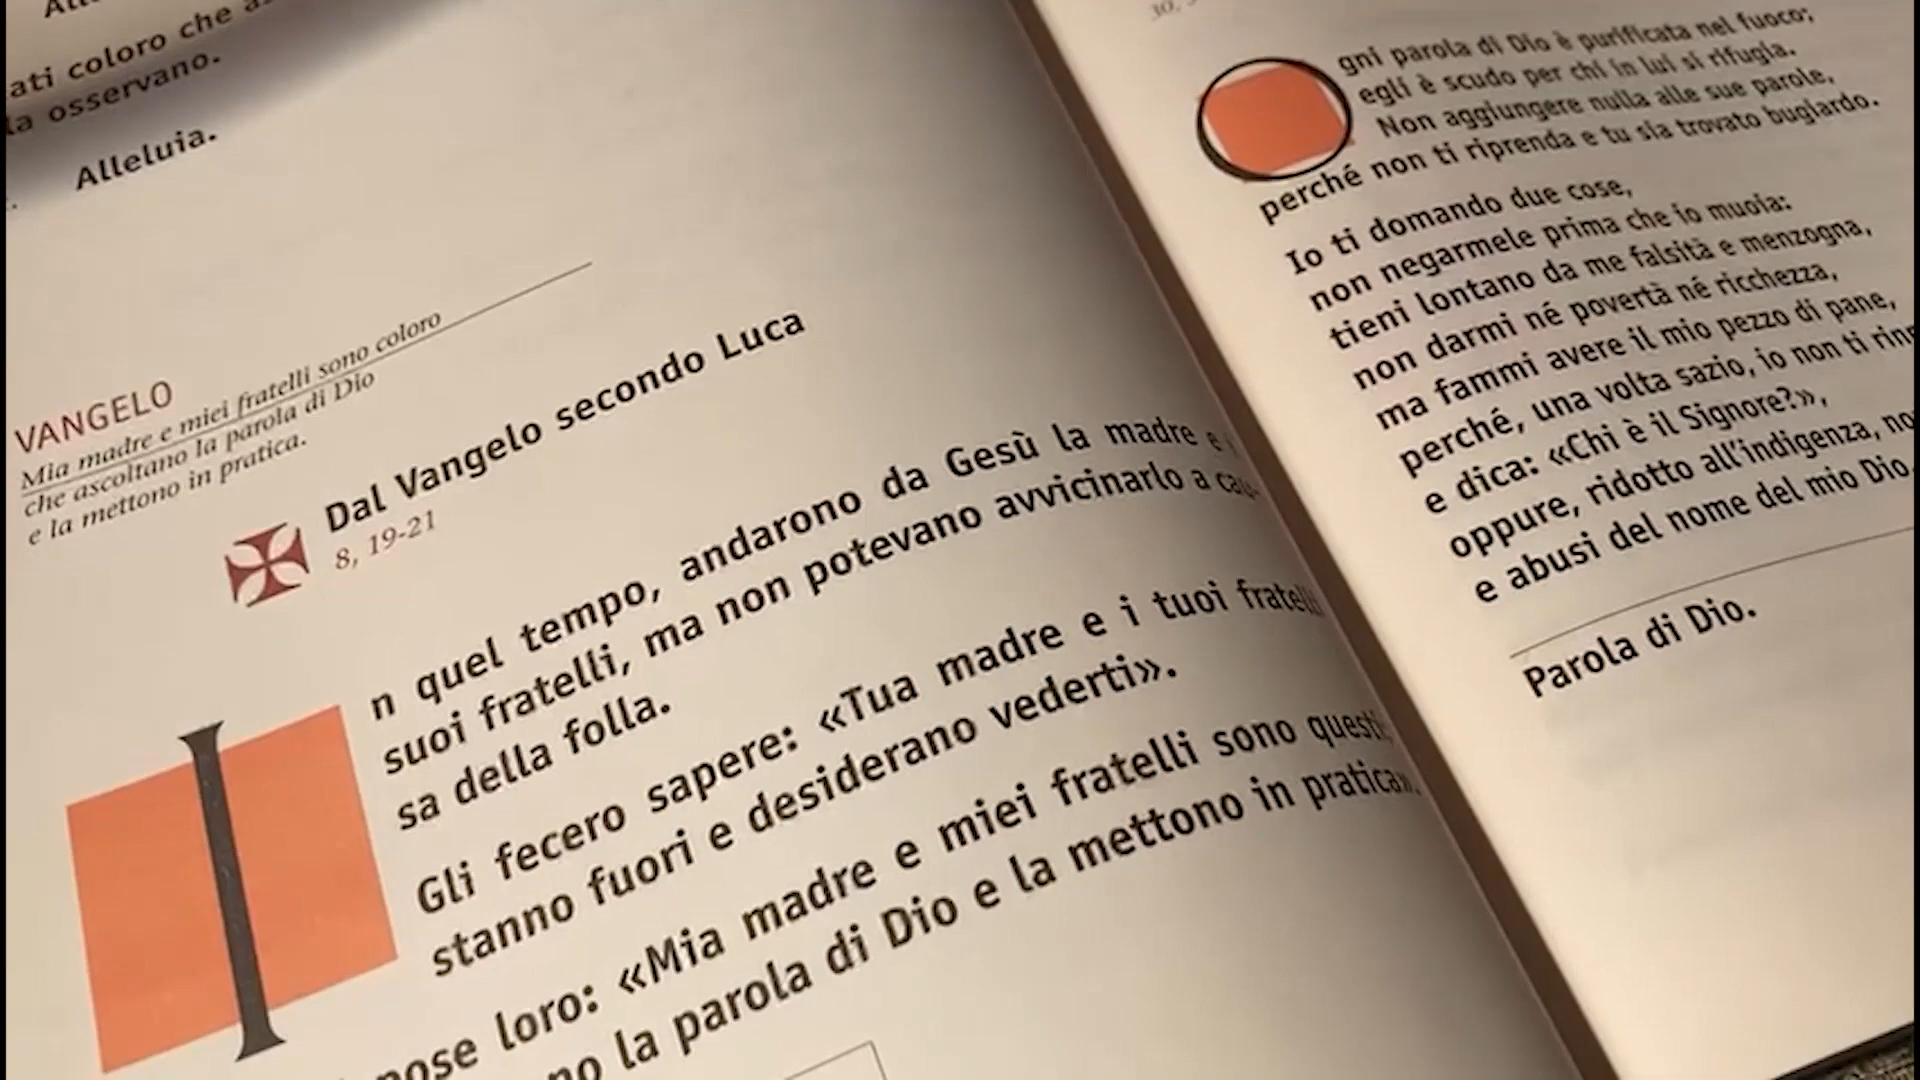 ati coloro che
la osservano.
Alleluia.
VANGELO
Mia madre e miei fratelli sono coloro
che ascoltano la parola di Dio
e la mettono in pratica.
Dal Vangelo secondo Luca
8, 19-21
In quel tempo, andarono da Gesù la madre e i
suoi fratelli, ma non potevano avvicinarlo a cau-
sa della folla.
Gli fecero sapere: «Tua madre e i tuoi fratelli
stanno fuori e desiderano vederti».
pose loro: «Mia madre e miei fratelli sono questi:
no la parola di Dio e la mettono in pratica».
Ogni parola di Dio è purificata nel fuoco;
egli è scudo per chi in lui si rifugia.
Non aggiungere nulla alle sue parole,
perché non ti riprenda e tu sia trovato bugiardo.
Io ti domando due cose,
non negarmele prima che io muoia:
tieni lontano da me falsità e menzogna,
non darmi né povertà né ricchezza,
ma fammi avere il mio pezzo di pane,
perché, una volta sazio, io non ti rin
e dica: «Chi è il Signore?»,
oppure, ridotto all'indigenza, no
e abusi del nome del mio Dio.
Parola di Dio.